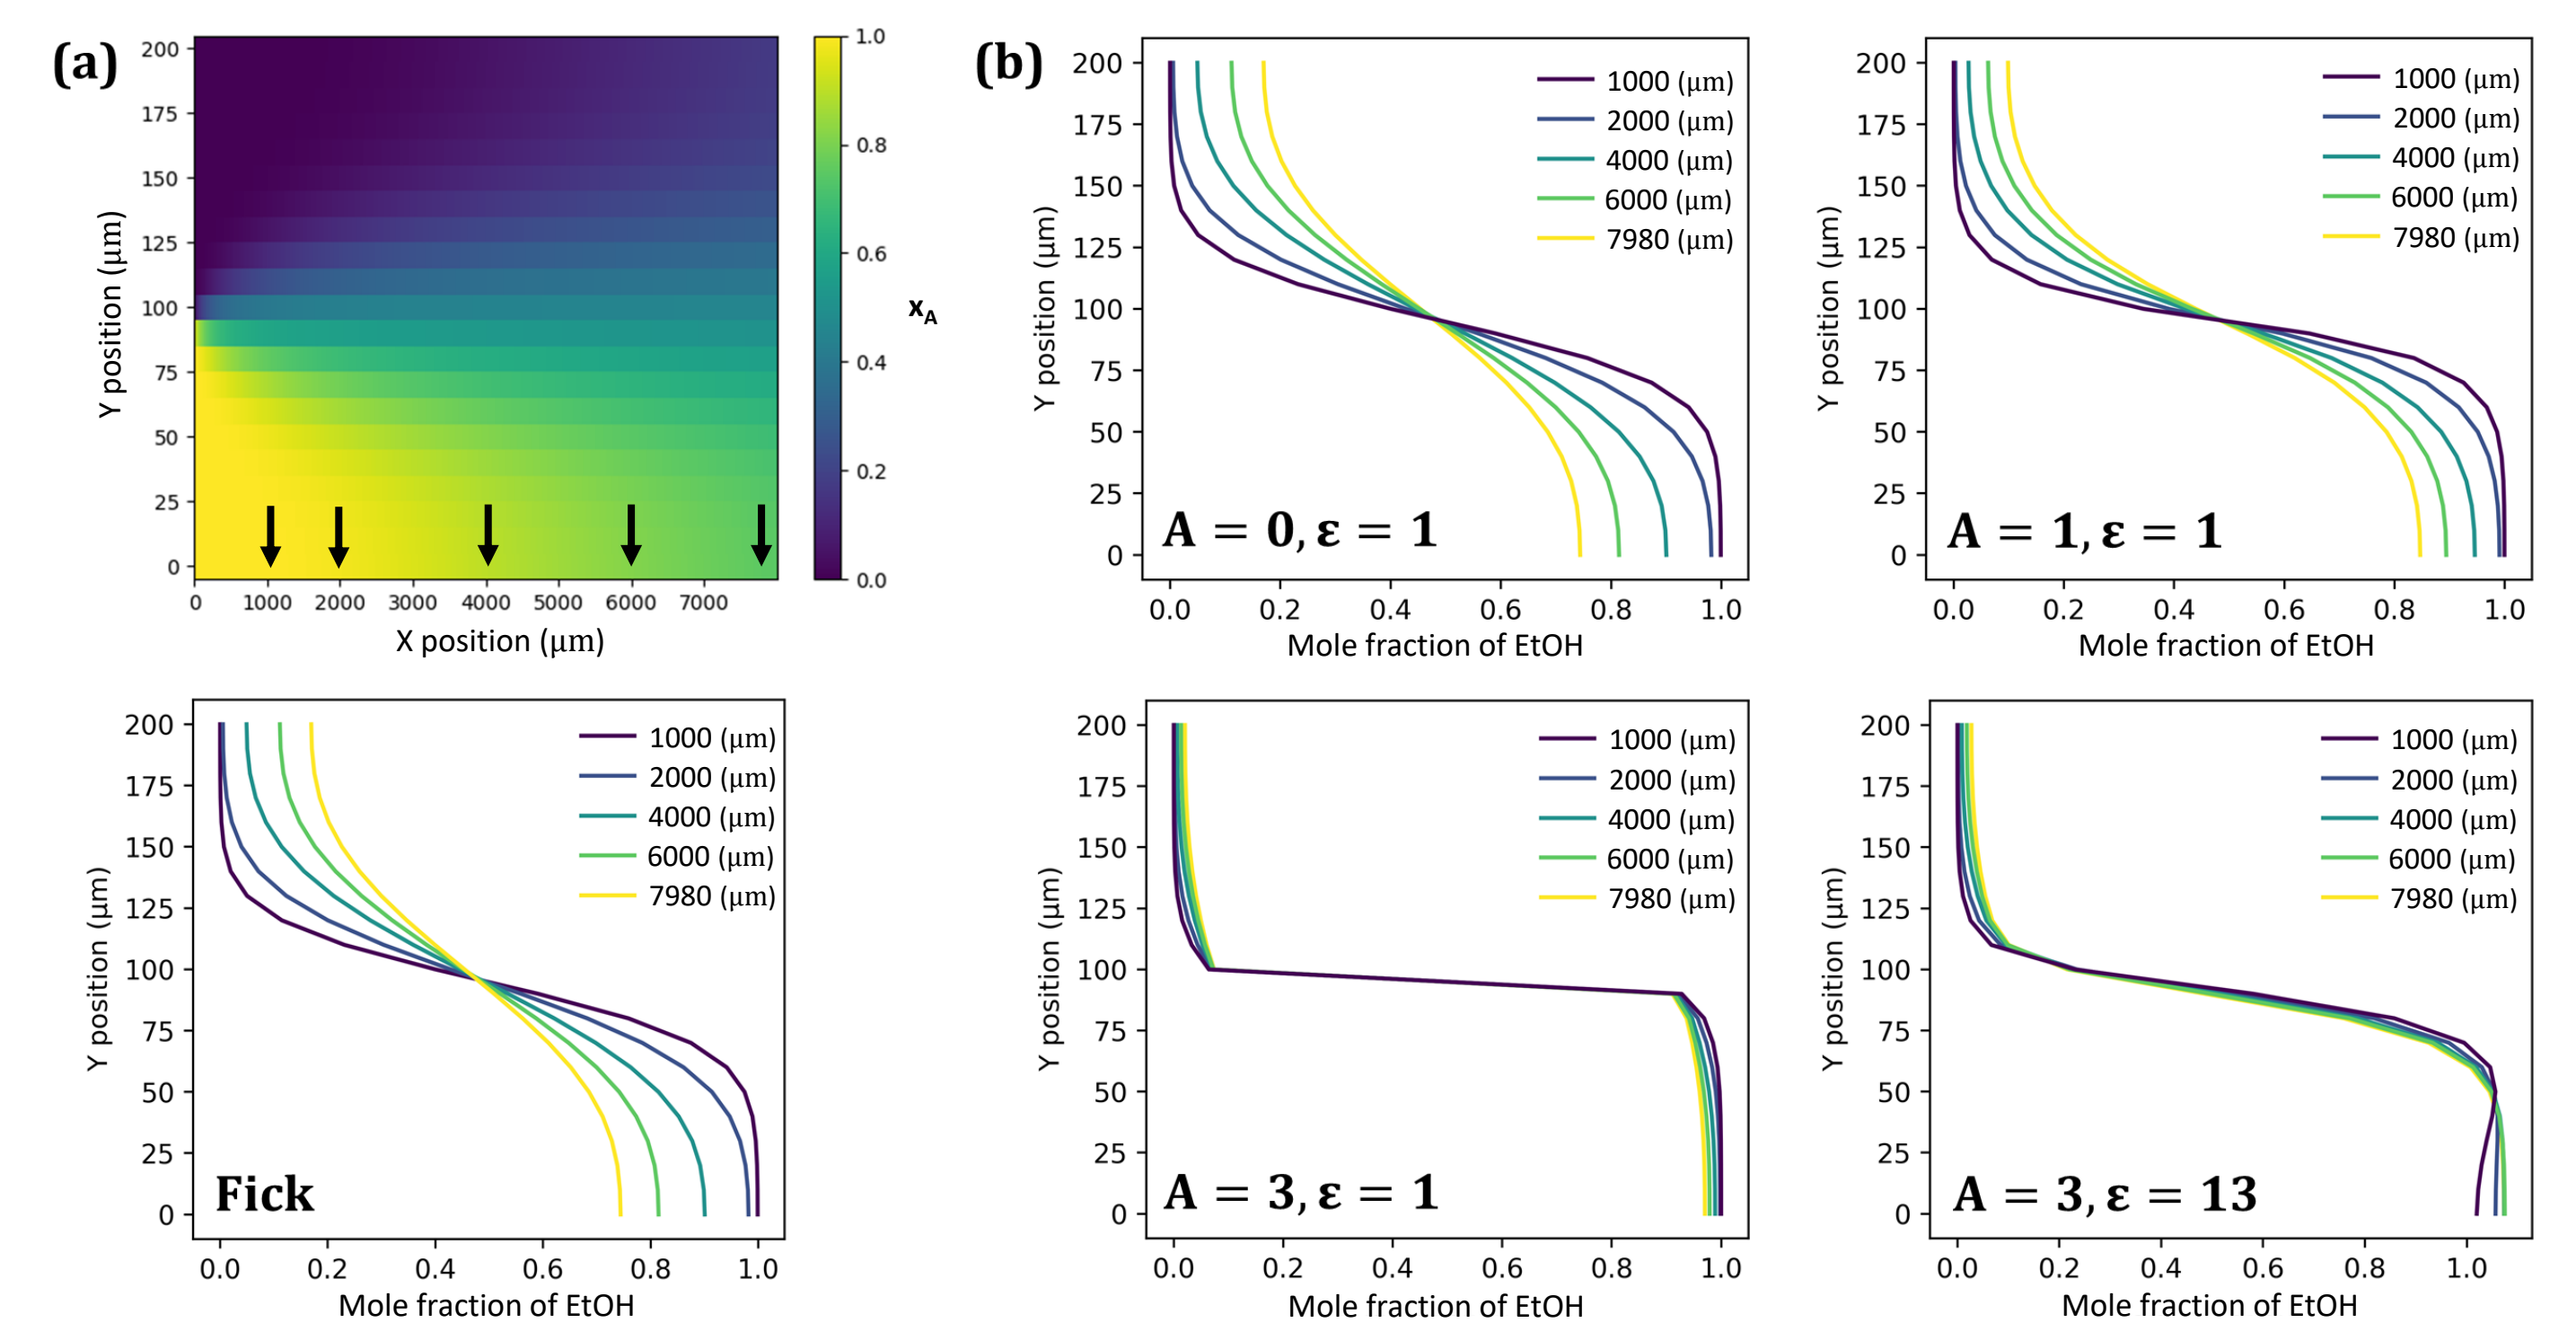 (a)
200
175
150
125
100
75
50
25
0
Y position (μm)
0 1000 2000 3000 4000 5000 6000 7000
X position (μm)
1.0
0.8
0.6
0.4
0.2
0.0
x_A
(b)
200
175
150
125
100
75
50
25
0
Y position (μm)
1000 (μm)
2000 (μm)
4000 (μm)
6000 (μm)
7980 (μm)
A = 0, ε = 1
0.0 0.2 0.4 0.6 0.8 1.0
Mole fraction of EtOH
200
175
150
125
100
75
50
25
0
Y position (μm)
1000 (μm)
2000 (μm)
4000 (μm)
6000 (μm)
7980 (μm)
A = 1, ε = 1
0.0 0.2 0.4 0.6 0.8 1.0
Mole fraction of EtOH
200
175
150
125
100
75
50
25
0
Y position (μm)
1000 (μm)
2000 (μm)
4000 (μm)
6000 (μm)
7980 (μm)
Fick
0.0 0.2 0.4 0.6 0.8 1.0
Mole fraction of EtOH
200
175
150
125
100
75
50
25
0
Y position (μm)
1000 (μm)
2000 (μm)
4000 (μm)
6000 (μm)
7980 (μm)
A = 3, ε = 1
0.0 0.2 0.4 0.6 0.8 1.0
Mole fraction of EtOH
200
175
150
125
100
75
50
25
0
Y position (μm)
1000 (μm)
2000 (μm)
4000 (μm)
6000 (μm)
7980 (μm)
A = 3, ε = 13
0.0 0.2 0.4 0.6 0.8 1.0
Mole fraction of EtOH